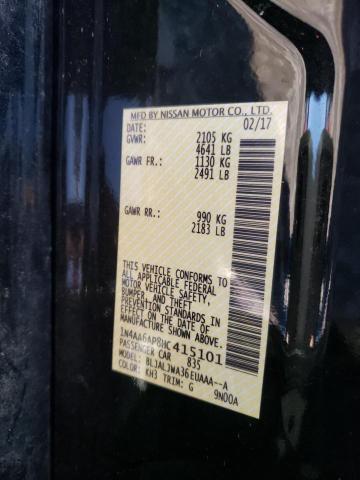 MFD BY NISSAN MOTOR CO., LTD.
DATE: 02/17
GVWR: 2105 KG
4641 LB
GAWR FR.: 1130 KG
2491 LB
GAWR RR.: 990 KG
2183 LB
THIS VEHICLE CONFORMS TO
ALL APPLICABLE FEDERAL
MOTOR VEHICLE SAFETY,
BUMPER, AND THEFT
PREVENTION STANDARDS IN
EFFECT ON THE DATE OF
MANUFACTURE SHOWN ABOVE.
1N4AA6AP8HC415101
PASSENGER CAR 835
MODEL: BLJALJWA36EUAAA--A
COLOR: KH3 TRIM: G 9N00A